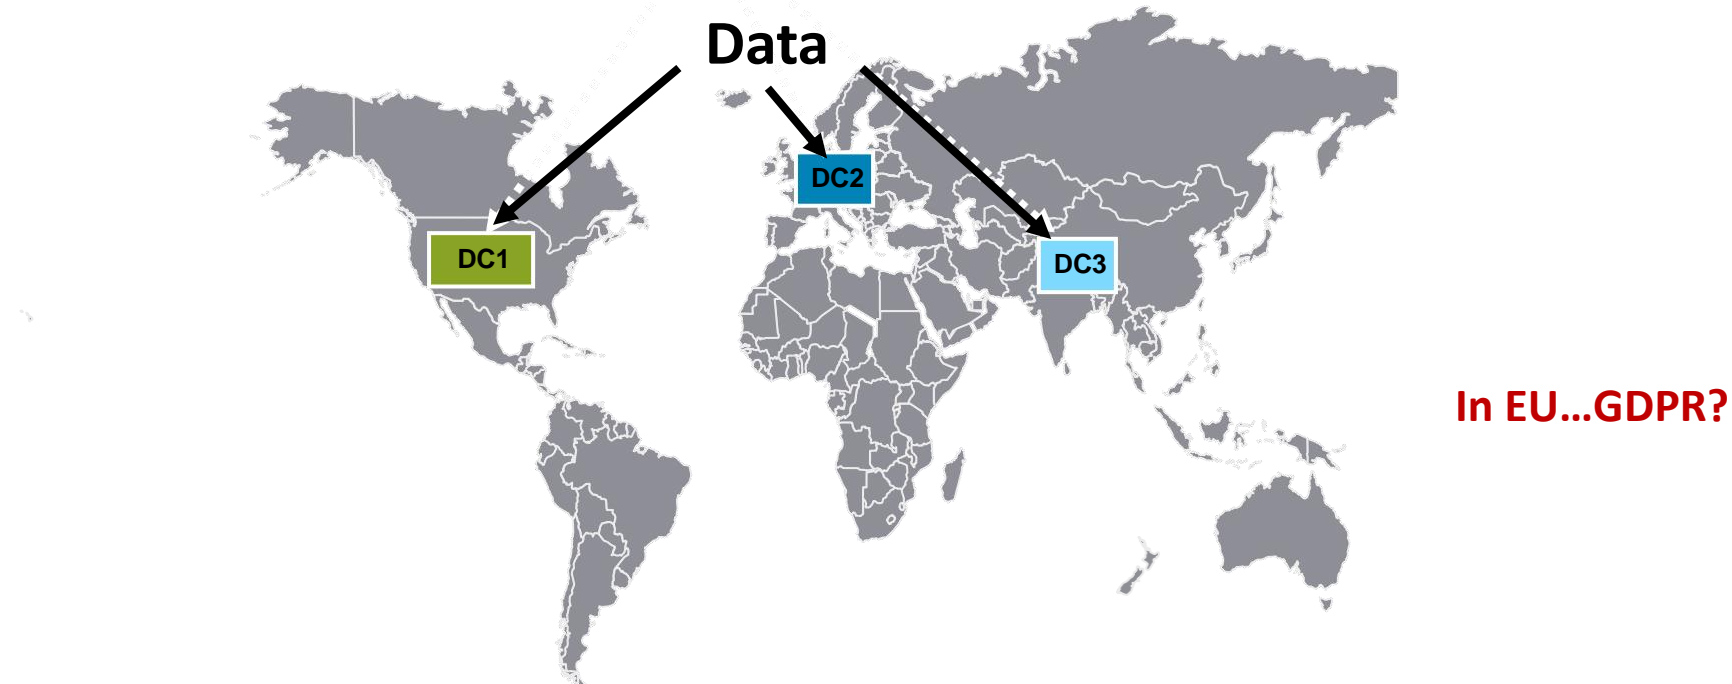 Data
DC2
DC1
DC3
In EU...GDPR?